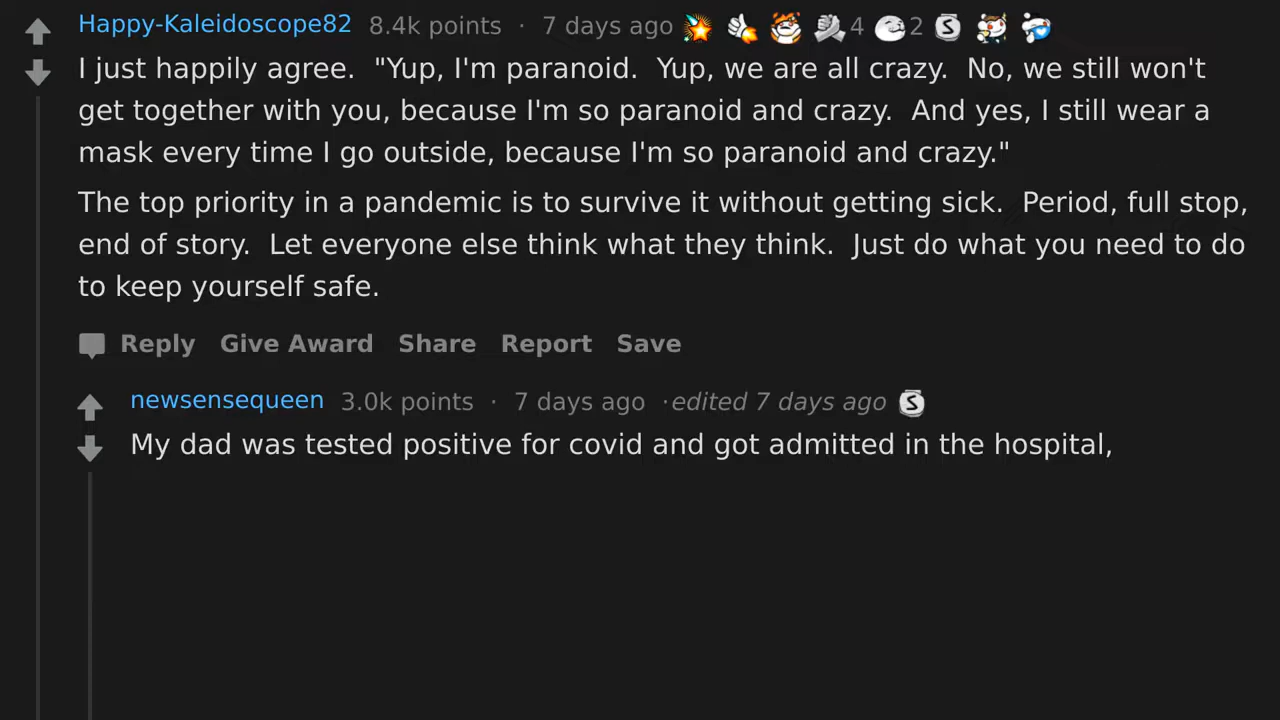 Happy-Kaleidoscope82 8.4k points · 7 days ago 4 2 S
I just happily agree. "Yup, I'm paranoid. Yup, we are all crazy. No, we still won't
get together with you, because I'm so paranoid and crazy. And yes, I still wear a
mask every time I go outside, because I'm so paranoid and crazy."
The top priority in a pandemic is to survive it without getting sick. Period, full stop,
end of story. Let everyone else think what they think. Just do what you need to do
to keep yourself safe.
Reply Give Award Share Report Save
newsensequeen 3.0k points · 7 days ago ·edited 7 days ago S
My dad was tested positive for covid and got admitted in the hospital,